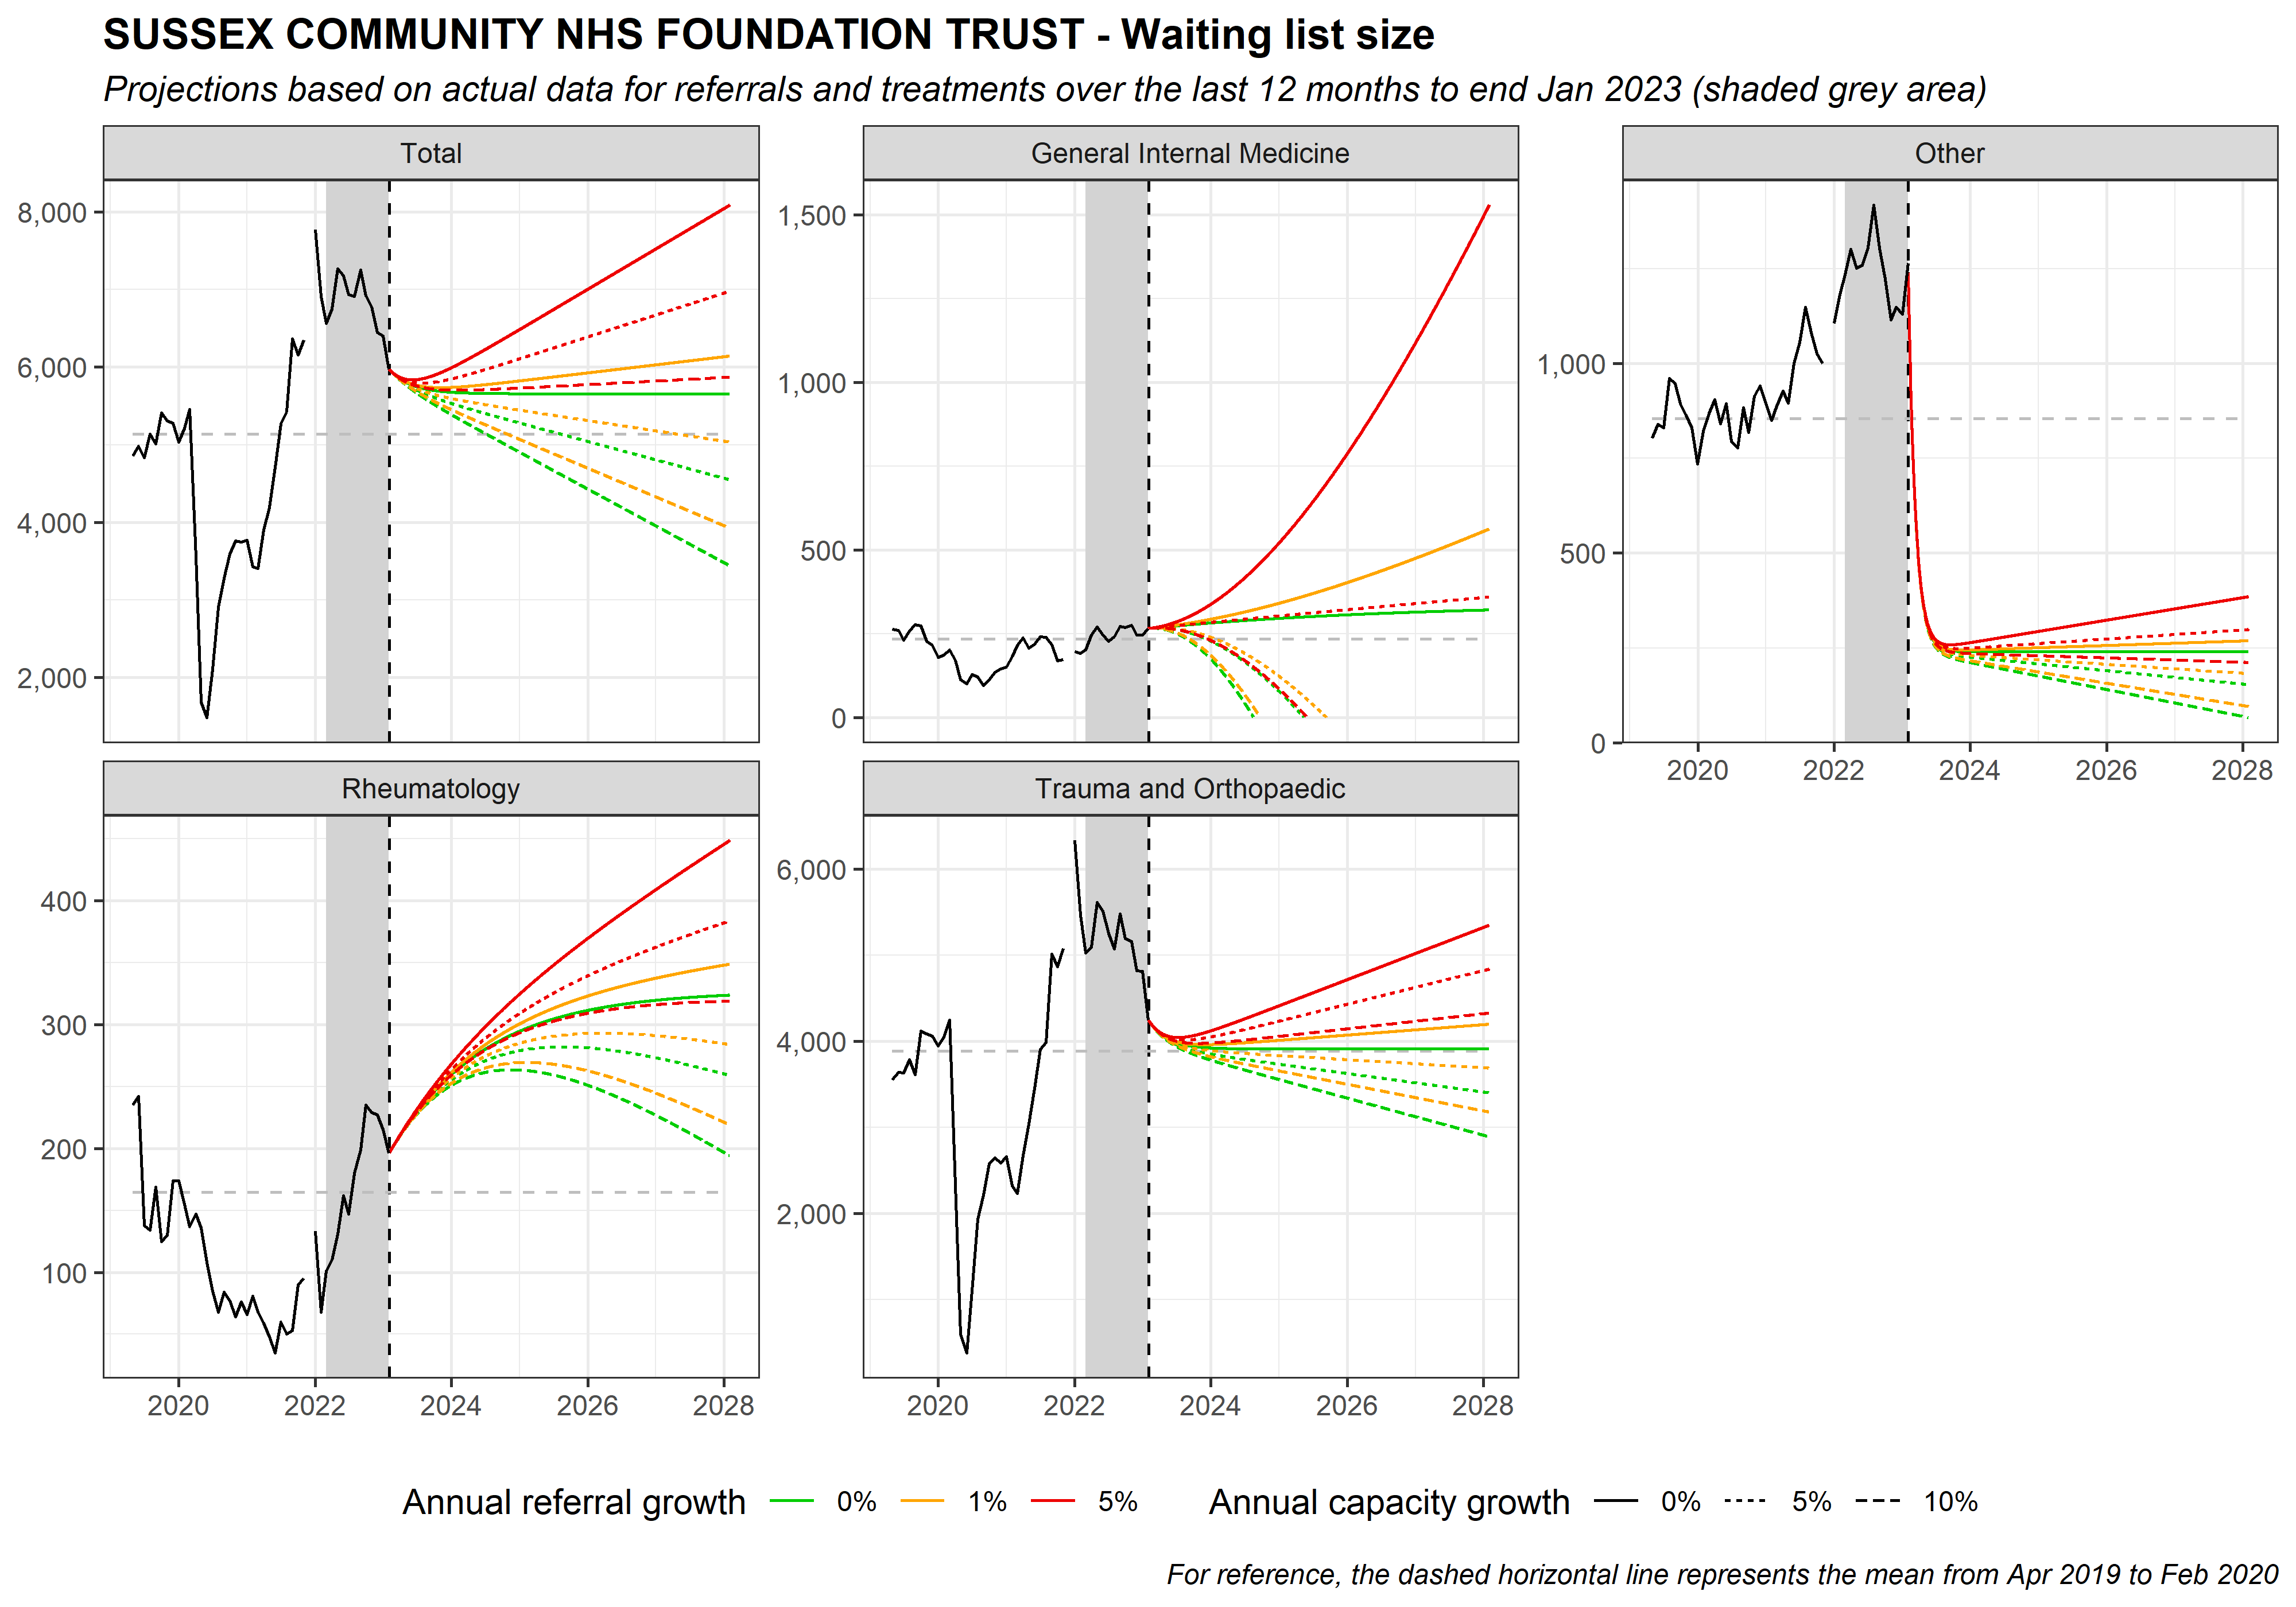 SUSSEX COMMUNITY NHS FOUNDATION TRUST - Waiting list size
Projections based on actual data for referrals and treatments over the last 12 months to end Jan 2023 (shaded grey area)
Total
8,000
6,000
4,000
2,000
General Internal Medicine
1,500
1,000
500
0
Other
1,000
500
0
2020 2022 2024 2026 2028
Rheumatology
400
300
200
100
2020 2022 2024 2026 2028
Trauma and Orthopaedic
6,000
4,000
2,000
2020 2022 2024 2026 2028
Annual referral growth 0% 1% 5% Annual capacity growth 0% 5% 10%
For reference, the dashed horizontal line represents the mean from Apr 2019 to Feb 2020